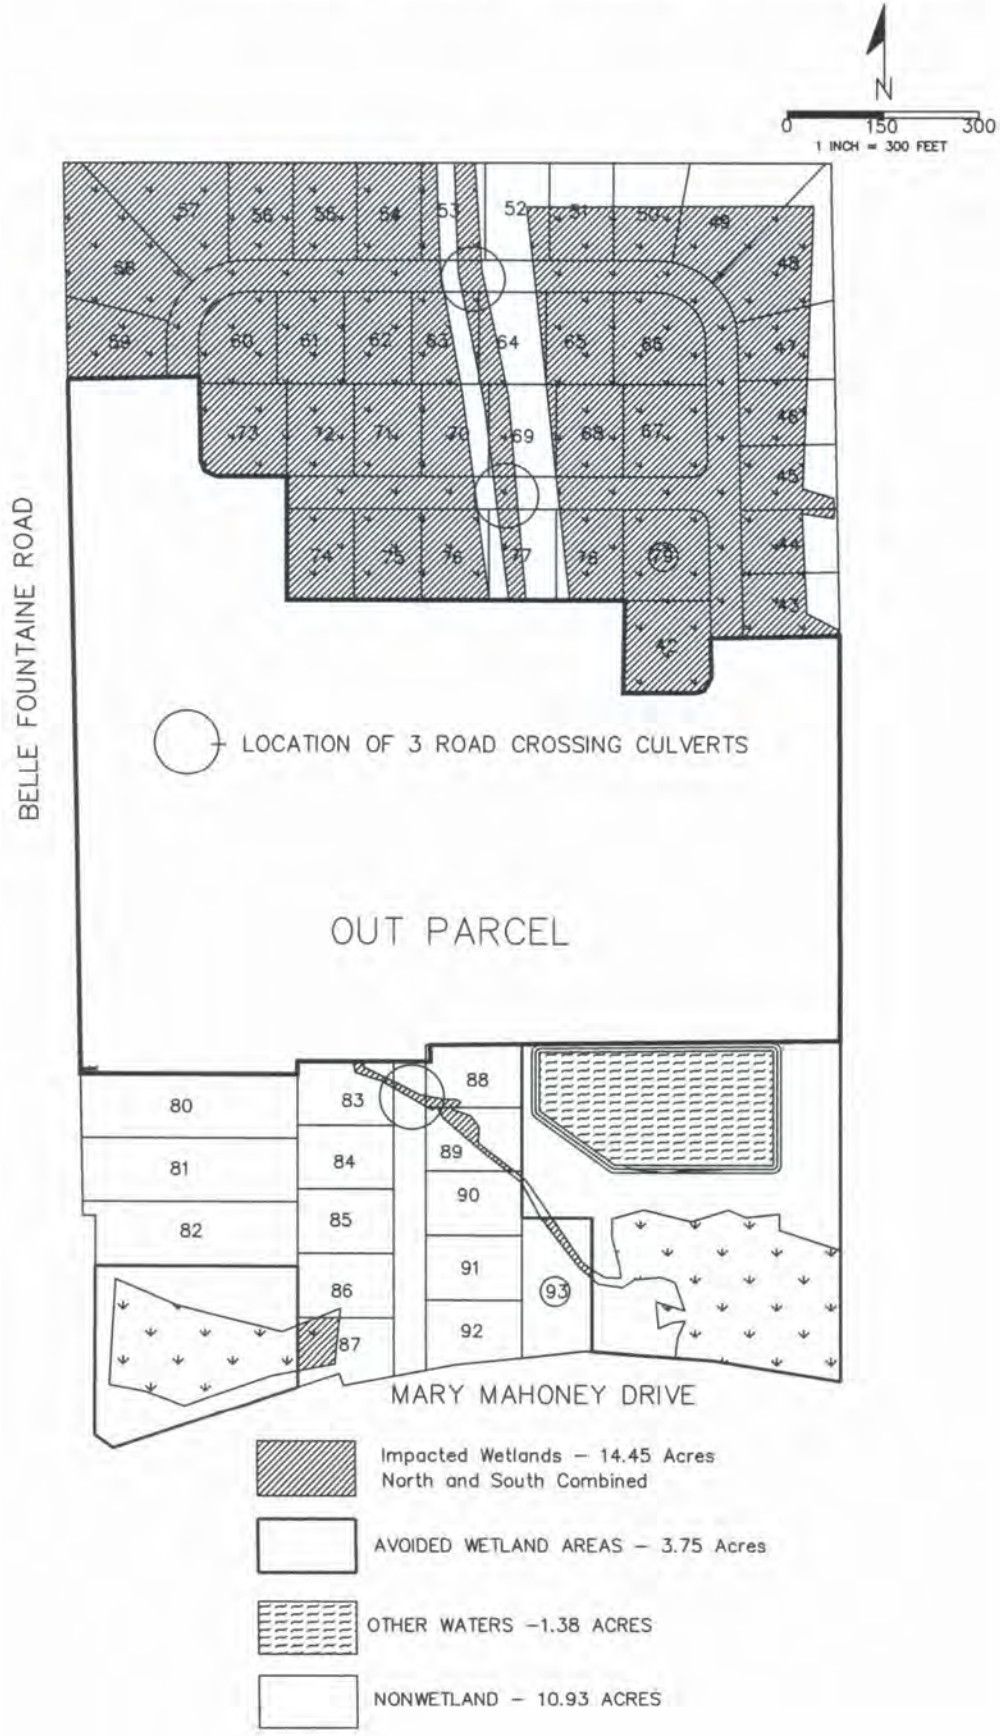 N
0 150 300
1 INCH = 300 FEET
57 56 55 54 53 52 51 50 49
58 48
59 60 61 62 63 64 65 66 47
73 72 71 70 69 68 67 46
45
74 75 76 77 78 79 44
43
42
BELLE FOUNTAINE ROAD
LOCATION OF 3 ROAD CROSSING CULVERTS
OUT PARCEL
80 83 88
81 84 89
82 85 90
86 91 93
87 92
MARY MAHONEY DRIVE
Impacted Wetlands - 14.45 Acres
North and South Combined
AVOIDED WETLAND AREAS - 3.75 Acres
OTHER WATERS -1.38 ACRES
NONWETLAND - 10.93 ACRES